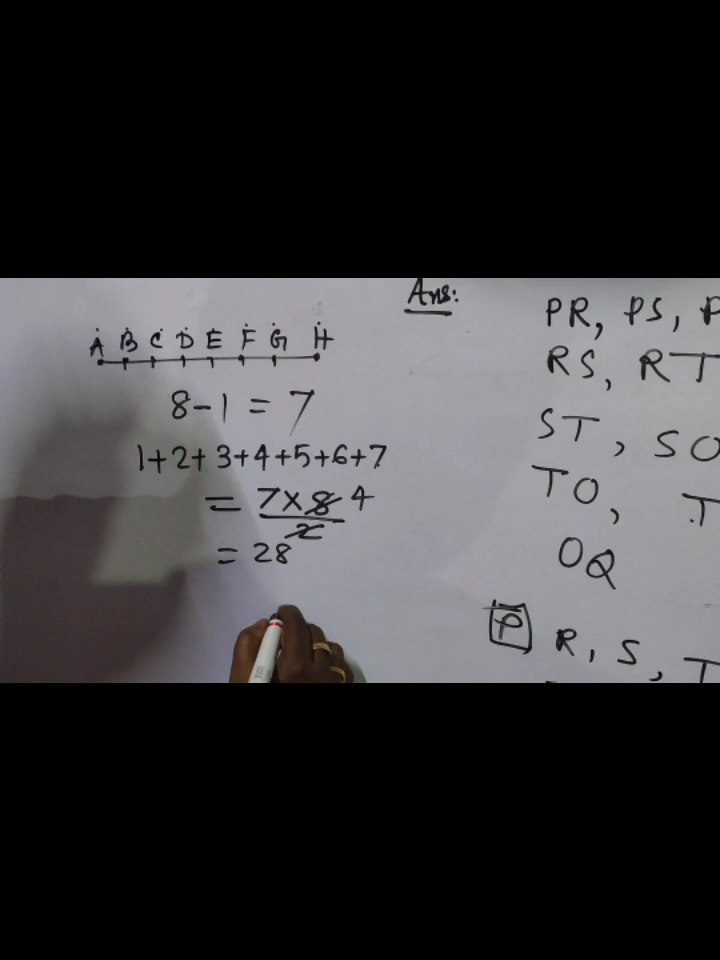 A B C D E F G H
8-1 = 7
1+2+3+4+5+6+7
= 7×8 4
2
= 28
Ans:
PR, PS, P
RS, RT
ST, SO
TO, T
OQ
P R, S, T